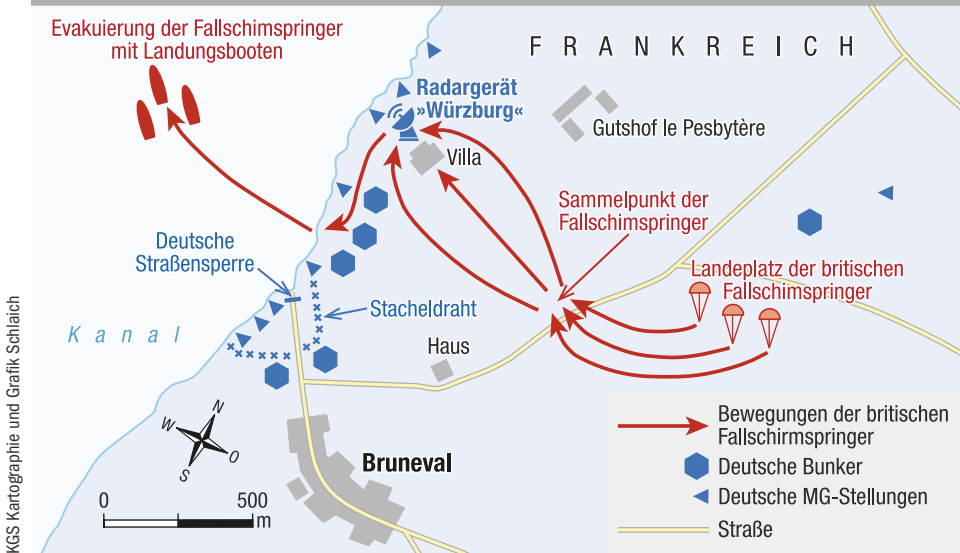 Evakuierung der Fallschimspringer
mit Landungsbooten
F R A N K R E I C H
Radargerät
»Würzburg«
Gutshof le Pesbytère
Villa
Sammelpunkt der
Fallschimspringer
Deutsche
Straßensperre
Landeplatz der britischen
Fallschimspringer
Stacheldraht
K a n a l
Haus
N
W
O
S
Bruneval
0
500
m
Bewegungen der britischen
Fallschirmspringer
Deutsche Bunker
Deutsche MG-Stellungen
Straße
KGS Kartographie und Grafik Schlaich